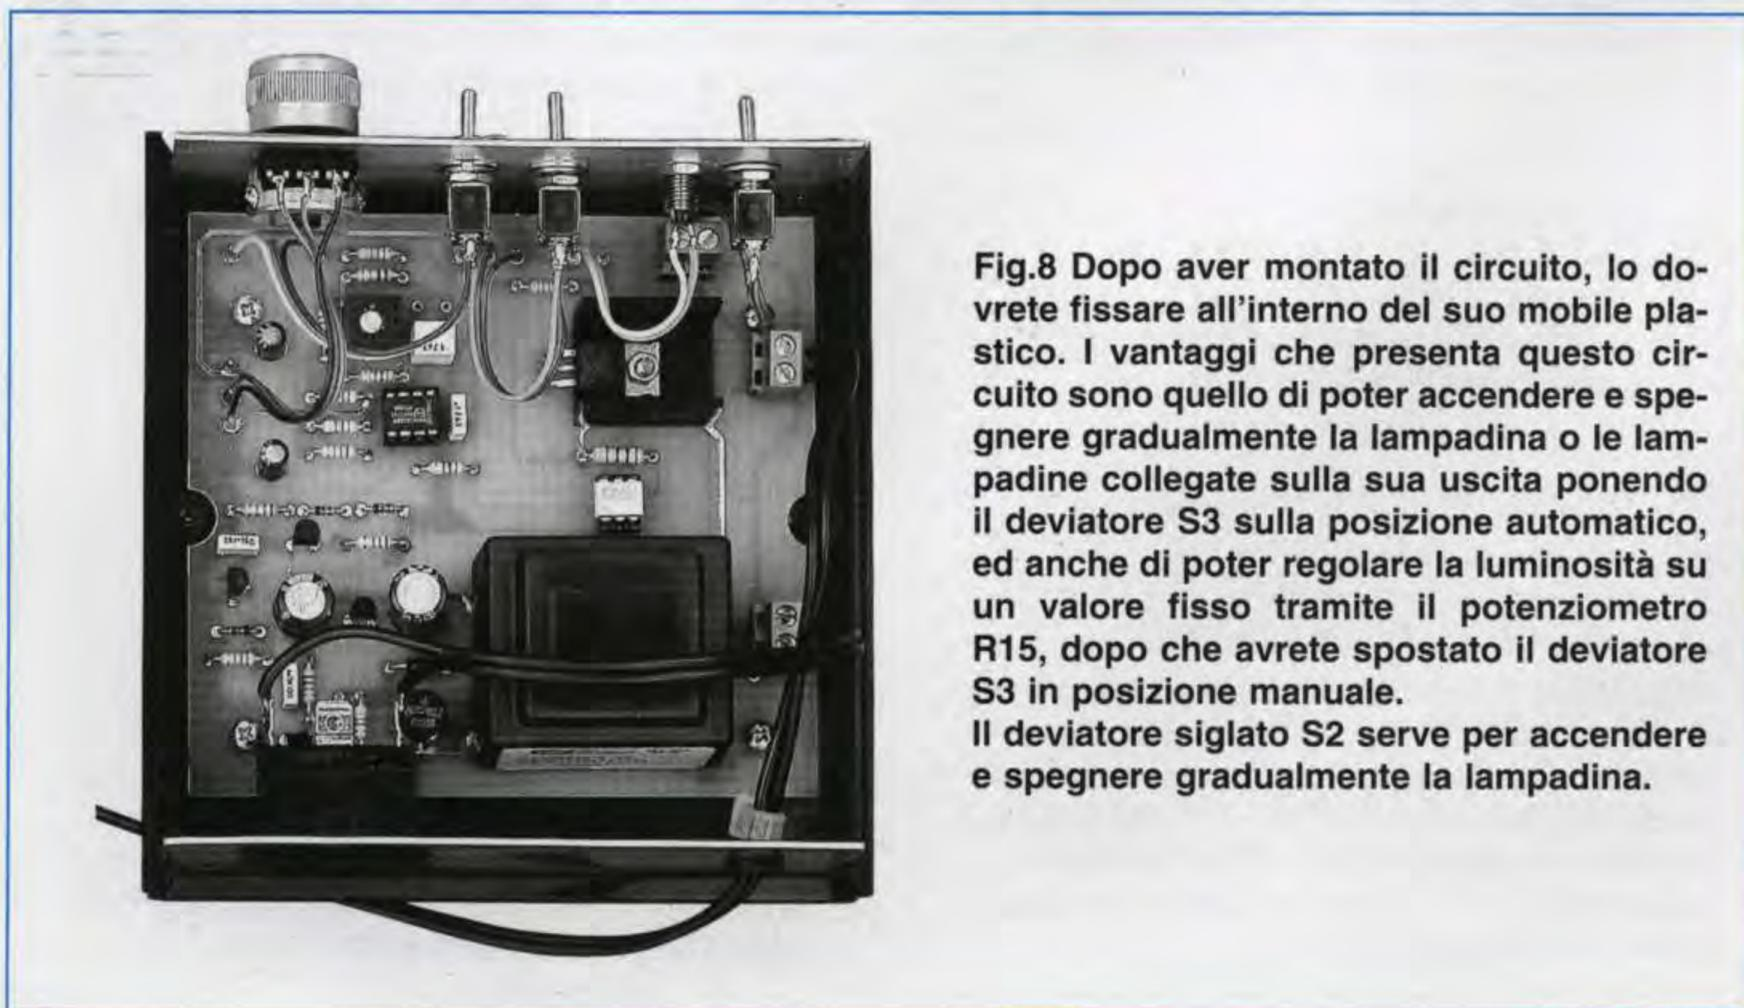 Fig.8 Dopo aver montato il circuito, lo do-
vrete fissare all'interno del suo mobile pla-
stico. I vantaggi che presenta questo cir-
cuito sono quello di poter accendere e spe-
gnere gradualmente la lampadina o le lam-
padine collegate sulla sua uscita ponendo
il deviatore S3 sulla posizione automatico,
ed anche di poter regolare la luminosità su
un valore fisso tramite il potenziometro
R15, dopo che avrete spostato il deviatore
S3 in posizione manuale.
Il deviatore siglato S2 serve per accendere
e spegnere gradualmente la lampadina.